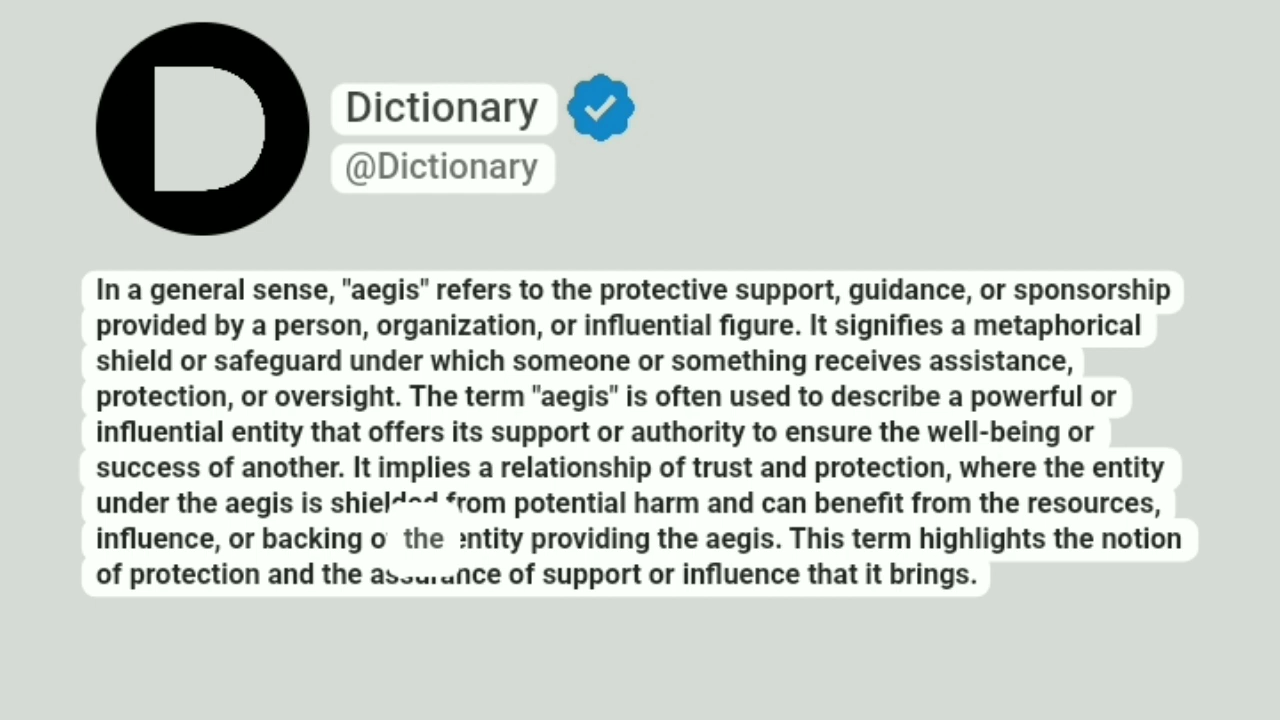 D
Dictionary
@Dictionary
In a general sense, "aegis" refers to the protective support, guidance, or sponsorship
provided by a person, organization, or influential figure. It signifies a metaphorical
shield or safeguard under which someone or something receives assistance,
protection, or oversight. The term "aegis" is often used to describe a powerful or
influential entity that offers its support or authority to ensure the well-being or
success of another. It implies a relationship of trust and protection, where the entity
under the aegis is shielded from potential harm and can benefit from the resources,
influence, or backing of the entity providing the aegis. This term highlights the notion
of protection and the assurance of support or influence that it brings.